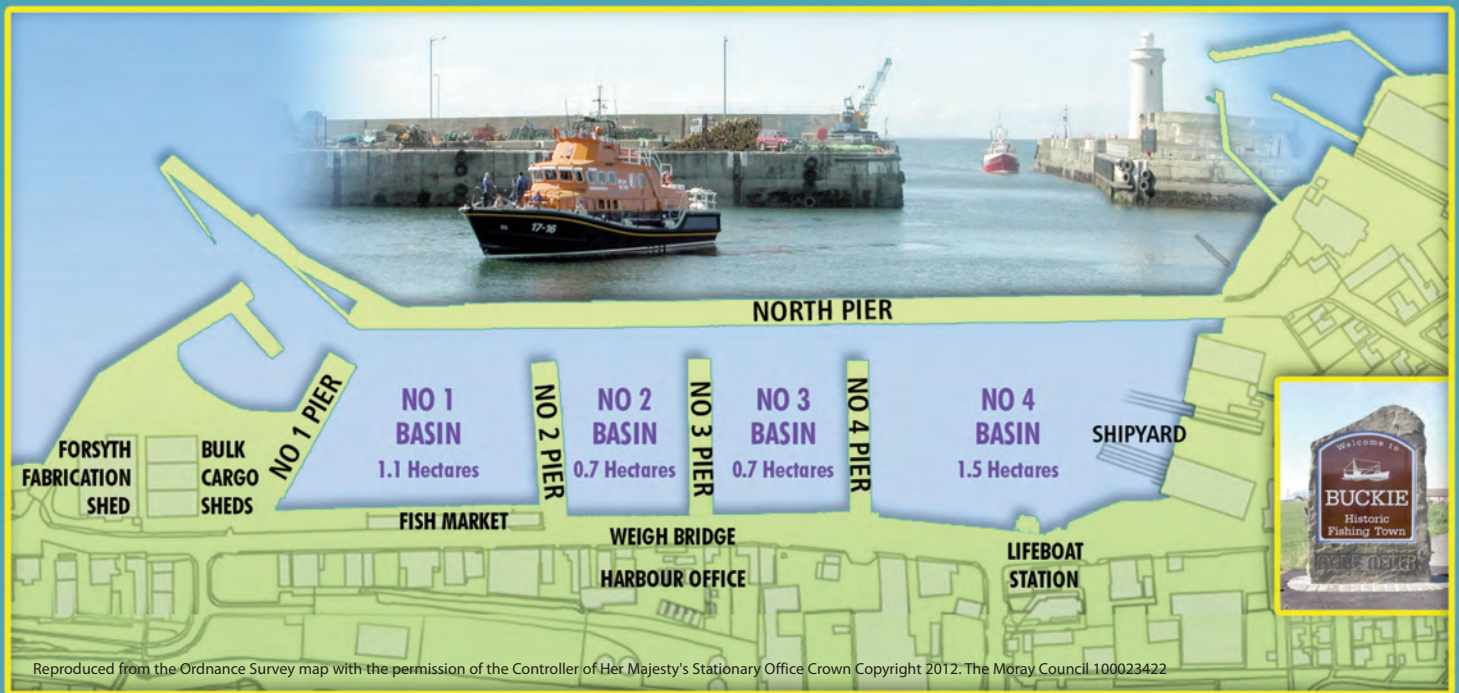 17-16
NORTH PIER
NO 1 PIER
NO 1
BASIN
1.1 Hectares
NO 2 PIER
NO 2
BASIN
0.7 Hectares
NO 3 PIER
NO 3
BASIN
0.7 Hectares
NO 4 PIER
NO 4
BASIN
1.5 Hectares
SHIPYARD
FORSYTH
FABRICATION
SHED
BULK
CARGO
SHEDS
FISH MARKET
WEIGH BRIDGE
HARBOUR OFFICE
LIFEBOAT
STATION
Welcome to
BUCKIE
Historic
Fishing Town
Reproduced from the Ordnance Survey map with the permission of the Controller of Her Majesty's Stationary Office Crown Copyright 2012. The Moray Council 100023422